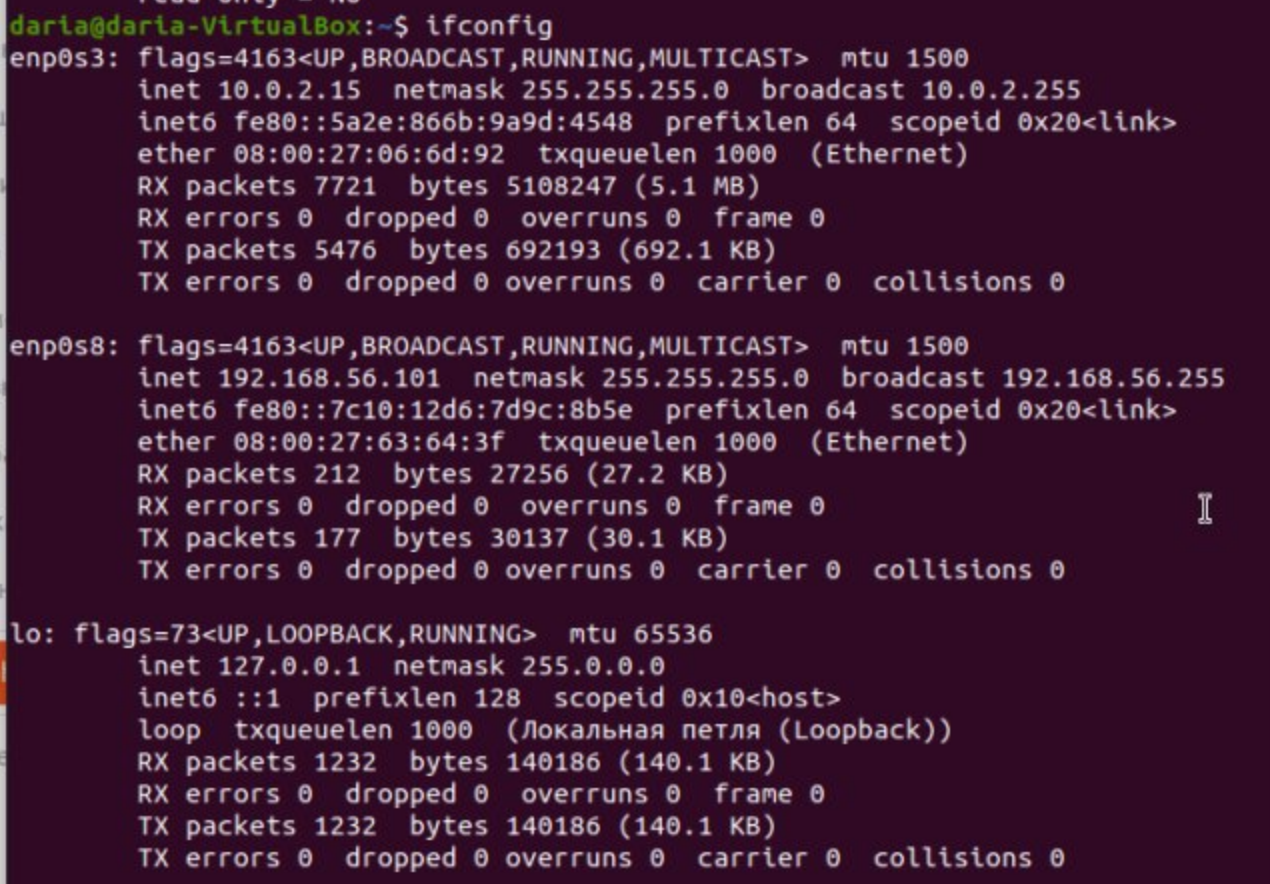 daria@daria-VirtualBox:~$ ifconfig
enp0s3: flags=4163<UP,BROADCAST,RUNNING,MULTICAST>  mtu 1500
        inet 10.0.2.15  netmask 255.255.255.0  broadcast 10.0.2.255
        inet6 fe80::5a2e:866b:9a9d:4548  prefixlen 64  scopeid 0x20<link>
        ether 08:00:27:06:6d:92  txqueuelen 1000  (Ethernet)
        RX packets 7721  bytes 5108247 (5.1 MB)
        RX errors 0  dropped 0  overruns 0  frame 0
        TX packets 5476  bytes 692193 (692.1 KB)
        TX errors 0  dropped 0 overruns 0  carrier 0  collisions 0

enp0s8: flags=4163<UP,BROADCAST,RUNNING,MULTICAST>  mtu 1500
        inet 192.168.56.101  netmask 255.255.255.0  broadcast 192.168.56.255
        inet6 fe80::7c10:12d6:7d9c:8b5e  prefixlen 64  scopeid 0x20<link>
        ether 08:00:27:63:64:3f  txqueuelen 1000  (Ethernet)
        RX packets 212  bytes 27256 (27.2 KB)
        RX errors 0  dropped 0  overruns 0  frame 0
        TX packets 177  bytes 30137 (30.1 KB)
        TX errors 0  dropped 0 overruns 0  carrier 0  collisions 0

lo: flags=73<UP,LOOPBACK,RUNNING>  mtu 65536
        inet 127.0.0.1  netmask 255.0.0.0
        inet6 ::1  prefixlen 128  scopeid 0x10<host>
        loop  txqueuelen 1000  (Локальная петля (Loopback))
        RX packets 1232  bytes 140186 (140.1 KB)
        RX errors 0  dropped 0  overruns 0  frame 0
        TX packets 1232  bytes 140186 (140.1 KB)
        TX errors 0  dropped 0 overruns 0  carrier 0  collisions 0